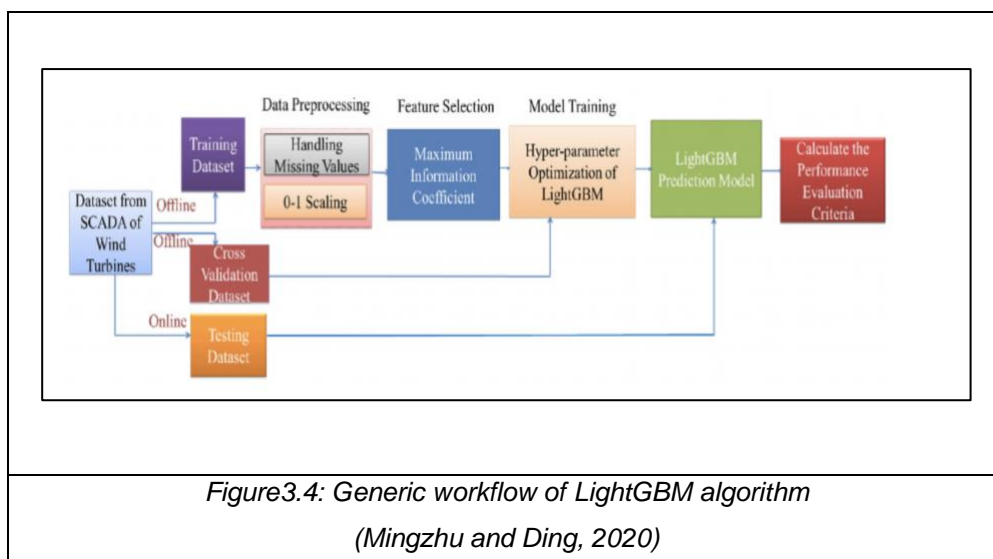 Data Preprocessing
Feature Selection
Model Training
Training
Dataset
Handling
Missing Values
0-1 Scaling
Maximum
Information
Coefficient
Hyper-parameter
Optimization of
LightGBM
LightGBM
Prediction Model
Calculate the
Performance
Evaluation
Criteria
Dataset from
SCADA of
Wind
Turbines
Offline
Offline
Cross
Validation
Dataset
Online
Testing
Dataset
Figure3.4: Generic workflow of LightGBM algorithm
(Mingzhu and Ding, 2020)